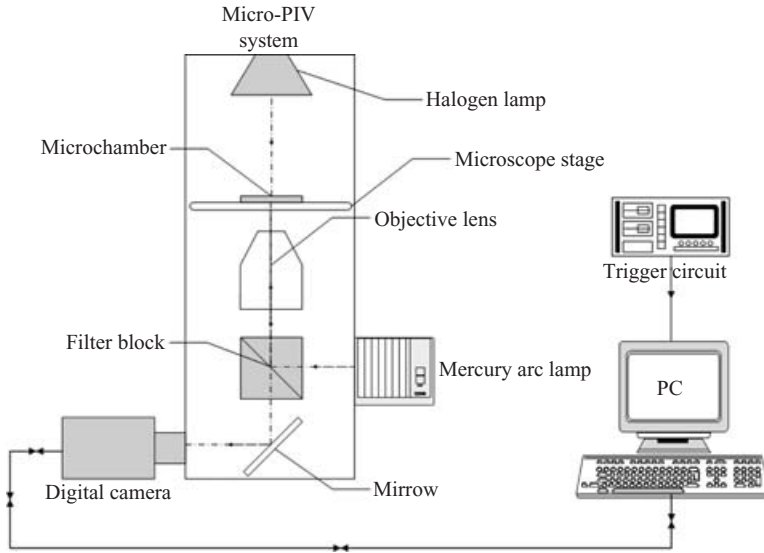 Micro-PIV
system
Halogen lamp
Microchamber
Microscope stage
Objective lens
Trigger circuit
Filter block
Mercury arc lamp
PC
Digital camera
Mirrow